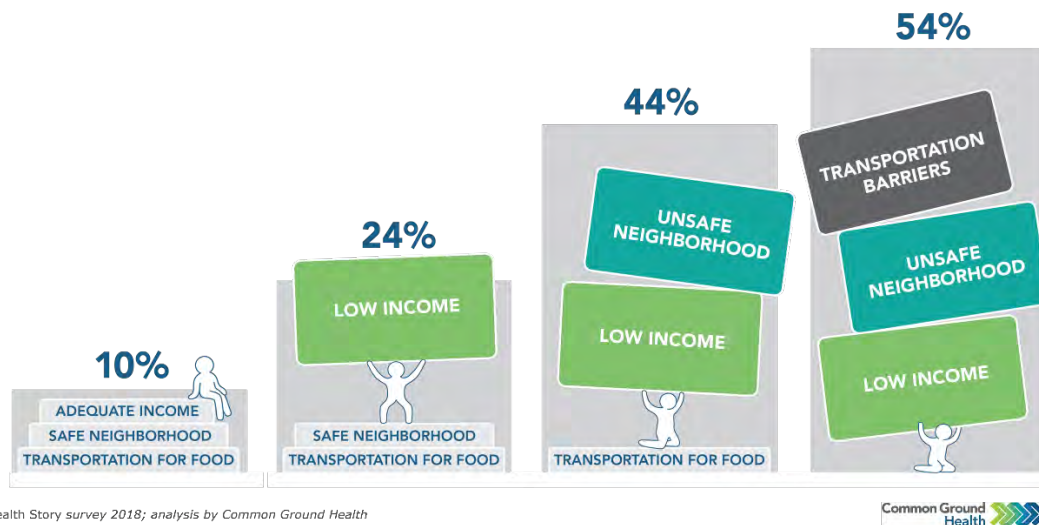 10%
ADEQUATE INCOME
SAFE NEIGHBORHOOD
TRANSPORTATION FOR FOOD
24%
LOW INCOME
SAFE NEIGHBORHOOD
TRANSPORTATION FOR FOOD
44%
UNSAFE
NEIGHBORHOOD
LOW INCOME
TRANSPORTATION FOR FOOD
54%
TRANSPORTATION
BARRIERS
UNSAFE
NEIGHBORHOOD
LOW INCOME
ealth Story survey 2018; analysis by Common Ground Health
Common Ground
Health